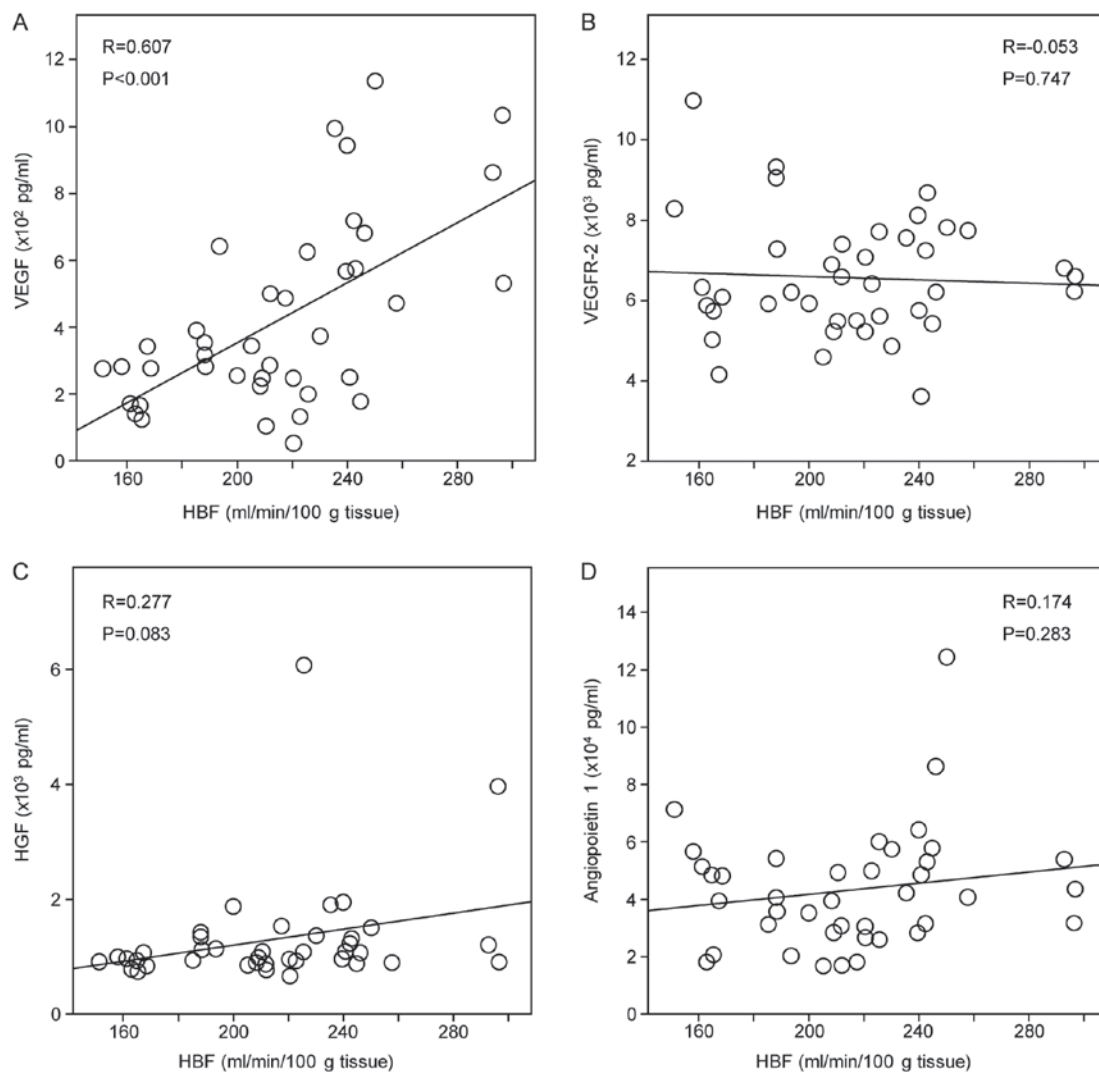 A
R=0.607
P<0.001
12
10
8
6
4
2
0
VEGF (x10² pg/ml)
160 200 240 280
HBF (ml/min/100 g tissue)
B
R=-0.053
P=0.747
12
10
8
6
4
2
VEGFR-2 (x10³ pg/ml)
160 200 240 280
HBF (ml/min/100 g tissue)
C
R=0.277
P=0.083
6
4
2
0
HGF (x10³ pg/ml)
160 200 240 280
HBF (ml/min/100 g tissue)
D
R=0.174
P=0.283
14
12
10
8
6
4
2
0
Angiopoietin 1 (x10⁴ pg/ml)
160 200 240 280
HBF (ml/min/100 g tissue)